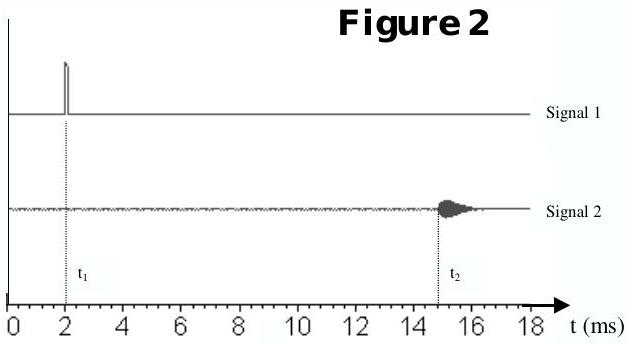 Figure 2
Signal 1
Signal 2
t₁ t₂
0 2 4 6 8 10 12 14 16 18 t (ms)